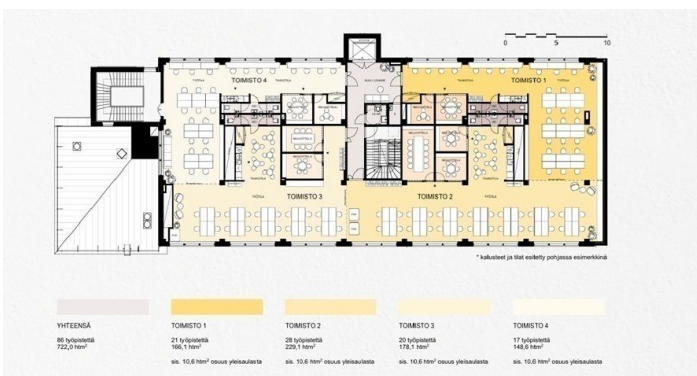 0 5 10
TOIMISTO 4
TOIMISTO 1
TOIMISTO 3
TOIMISTO 2
* kalusteet ja tilat esitetty pohjassa esimerkkinä
YHTEENSÄ
86 työpistettä
722,0 htm²
TOIMISTO 1
21 työpistettä
166,1 htm²
sis. 10,6 htm² osuus yleisaulasta
TOIMISTO 2
28 työpistettä
229,1 htm²
sis. 10,6 htm² osuus yleisaulasta
TOIMISTO 3
20 työpistettä
178,1 htm²
sis. 10,6 htm² osuus yleisaulasta
TOIMISTO 4
17 työpistettä
148,6 htm²
sis. 10,6 htm² osuus yleisaulasta